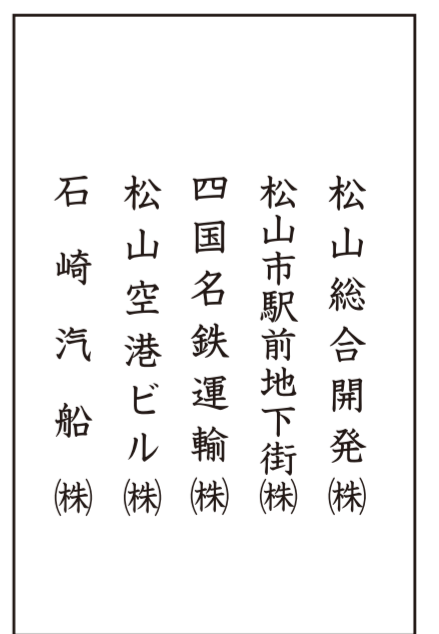 松山総合開発㈱
松山市駅前地下街㈱
四国名鉄運輸㈱
松山空港ビル㈱
石崎汽船㈱